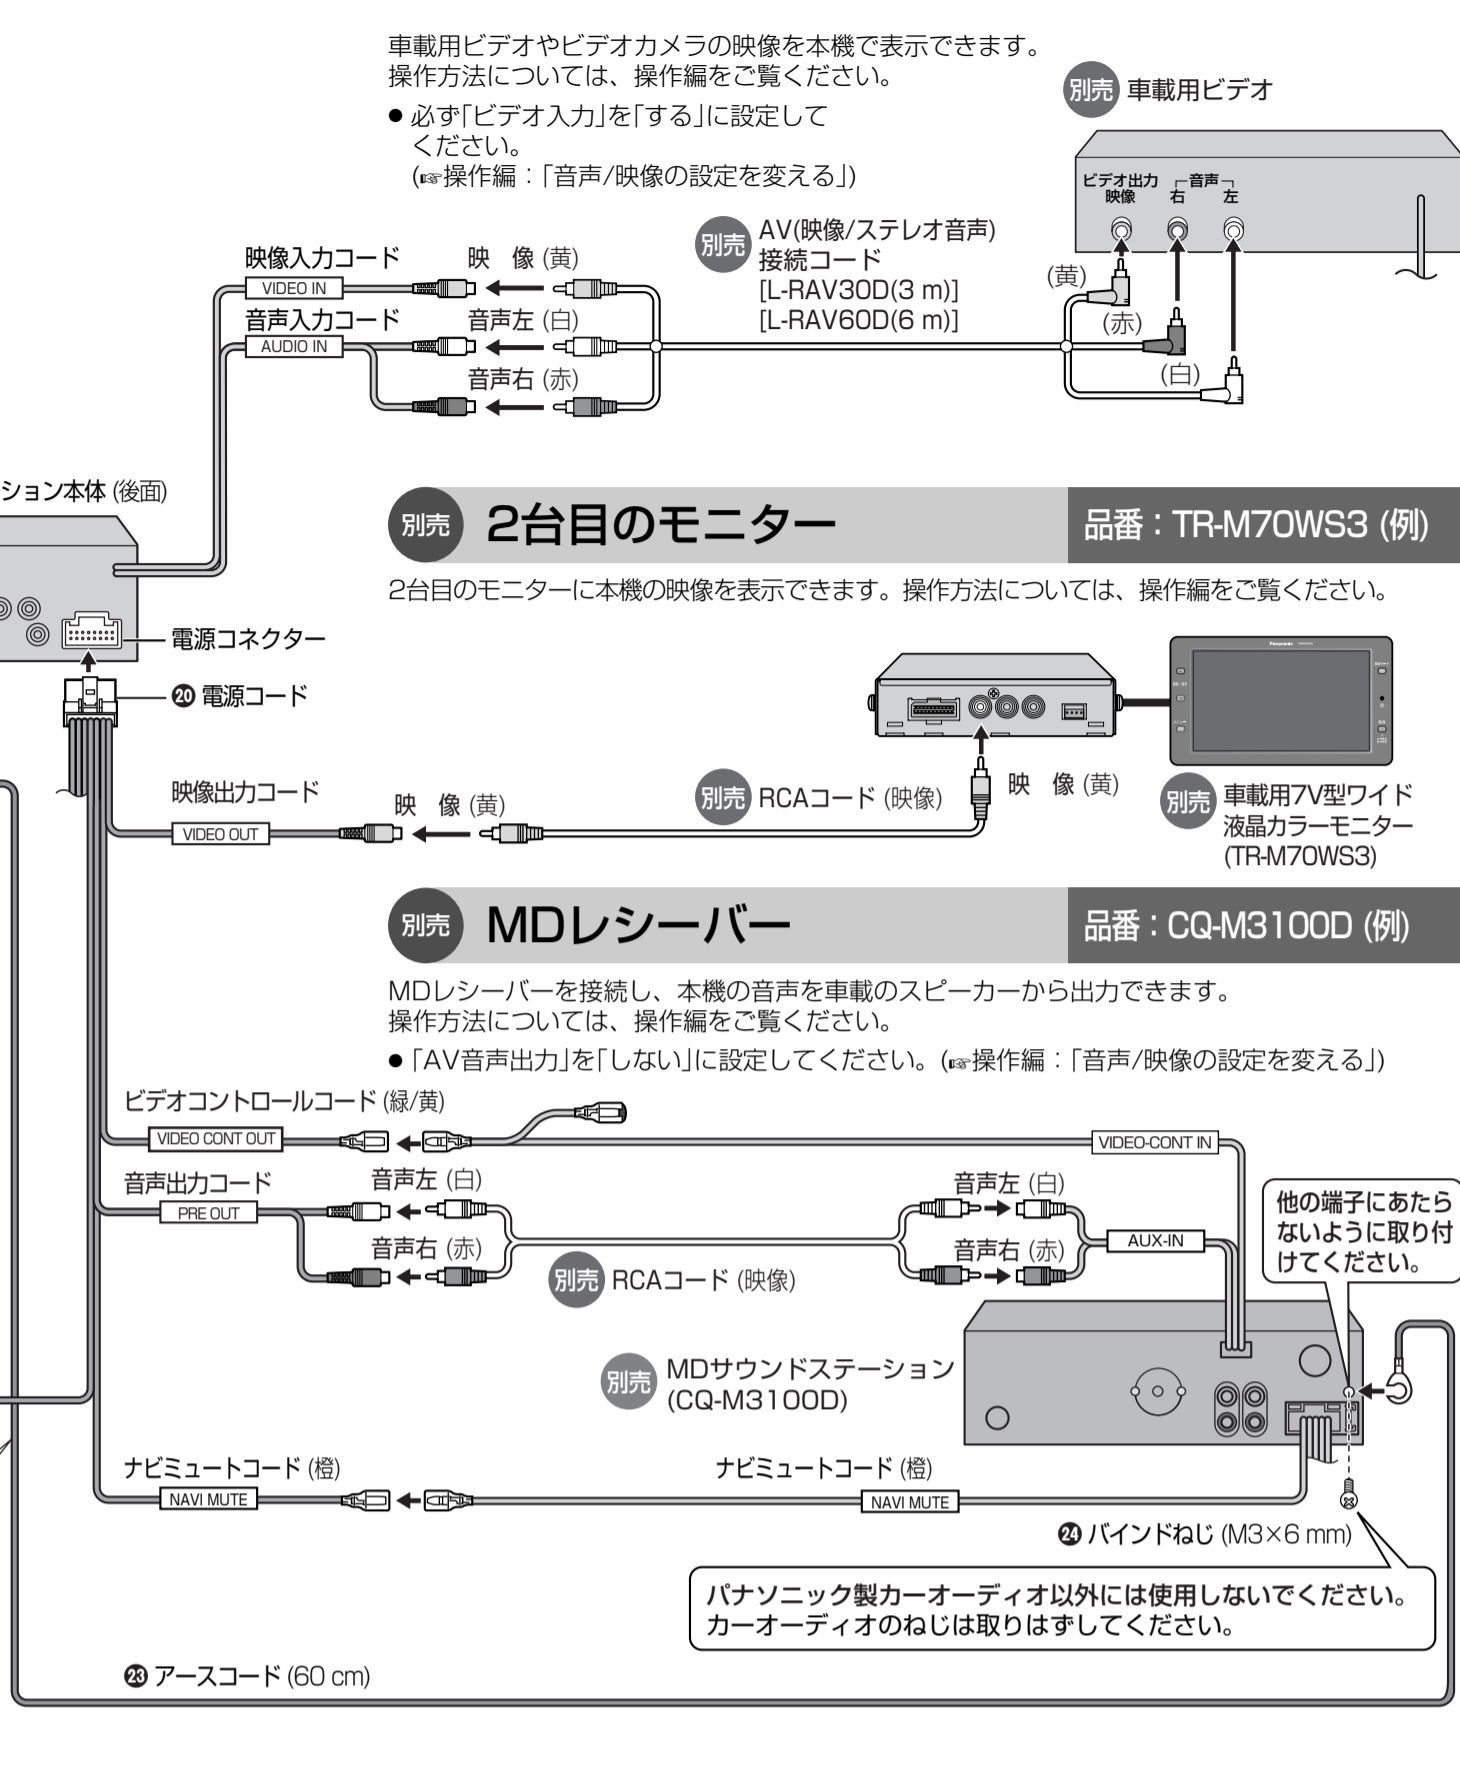 車載用ビデオやビデオカメラの映像を本機で表示できます。
操作方法については、操作編をご覧ください。
● 必ず「ビデオ入力」を「する」に設定して
ください。
(☞操作編：「音声/映像の設定を変える」)
別売 車載用ビデオ
ビデオ出力
映像
音声
右 左
映像入力コード
VIDEO IN
音声入力コード
AUDIO IN
映 像 (黄)
音声左 (白)
音声右 (赤)
別売 AV(映像/ステレオ音声)
接続コード
[L-RAV30D(3 m)]
[L-RAV60D(6 m)]
(黄)
(赤)
(白)
ション本体 (後面)
電源コネクター
⓴ 電源コード
別売 2台目のモニター 品番：TR-M70WS3 (例)
2台目のモニターに本機の映像を表示できます。操作方法については、操作編をご覧ください。
Panasonic
映像出力コード
VIDEO OUT
映 像 (黄)
別売 RCAコード (映像)
映 像 (黄)
別売 車載用7V型ワイド
液晶カラーモニター
(TR-M70WS3)
別売 MDレシーバー 品番：CQ-M3100D (例)
MDレシーバーを接続し、本機の音声を車載のスピーカーから出力できます。
操作方法については、操作編をご覧ください。
● 「AV音声出力」を「しない」に設定してください。(☞操作編：「音声/映像の設定を変える」)
ビデオコントロールコード (緑/黄)
VIDEO CONT OUT
VIDEO-CONT IN
音声出力コード
PRE OUT
音声左 (白)
音声右 (赤)
別売 RCAコード (映像)
音声左 (白)
音声右 (赤)
AUX-IN
他の端子にあたら
ないように取り付
けてください。
別売 MDサウンドステーション
(CQ-M3100D)
ナビミュートコード (橙)
NAVI MUTE
ナビミュートコード (橙)
NAVI MUTE
㉔ バインドねじ (M3×6 mm)
パナソニック製カーオーディオ以外には使用しないでください。
カーオーディオのねじは取りはずしてください。
㉓ アースコード (60 cm)